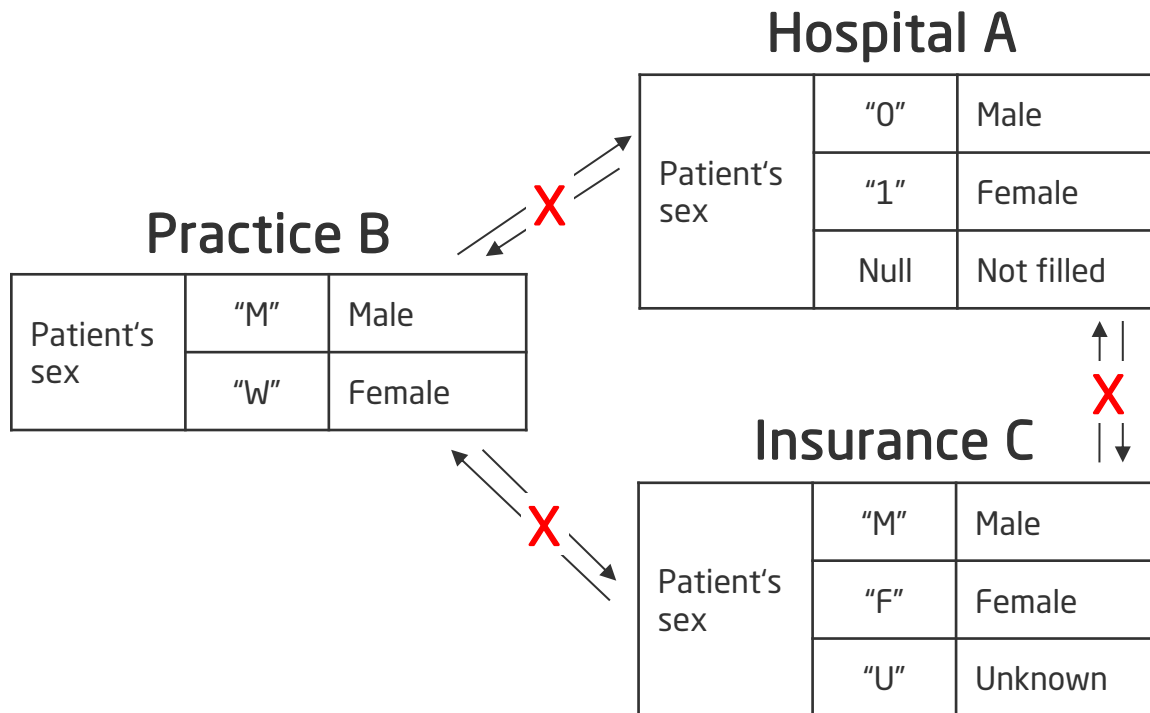 Hospital A
Patient‘s
sex
“0”
Male
“1”
Female
Null
Not filled
X
Practice B
Patient‘s
sex
“M”
Male
“W”
Female
X
X
Insurance C
Patient‘s
sex
“M”
Male
“F”
Female
“U”
Unknown